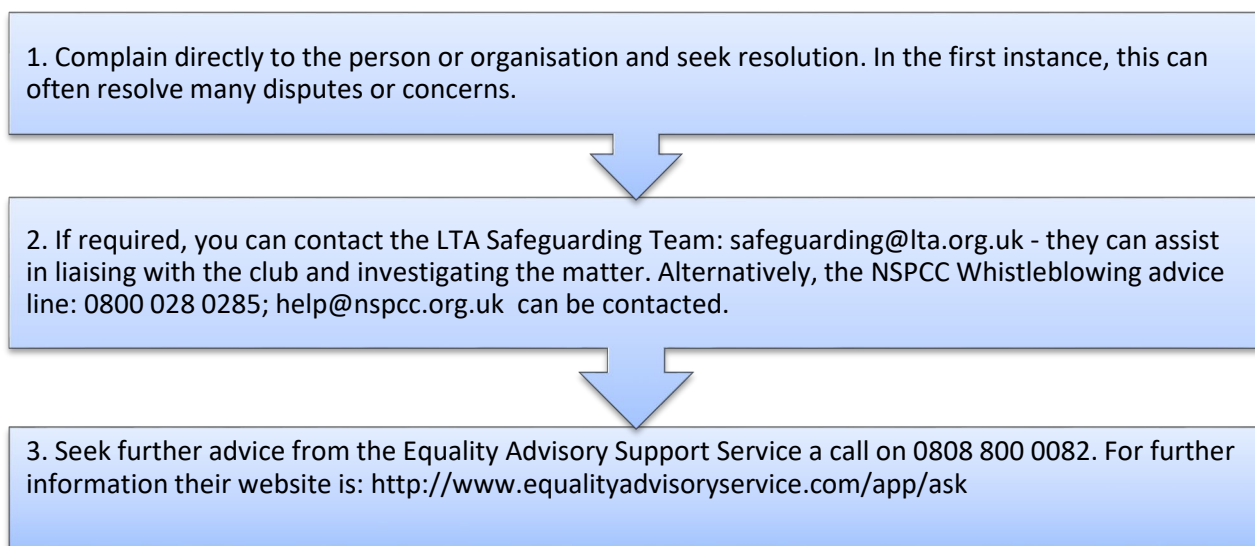 1. Complain directly to the person or organisation and seek resolution. In the first instance, this can
often resolve many disputes or concerns.
2. If required, you can contact the LTA Safeguarding Team: safeguarding@lta.org.uk - they can assist
in liaising with the club and investigating the matter. Alternatively, the NSPCC Whistleblowing advice
line: 0800 028 0285; help@nspcc.org.uk  can be contacted.
3. Seek further advice from the Equality Advisory Support Service a call on 0808 800 0082. For further
information their website is: http://www.equalityadvisoryservice.com/app/ask